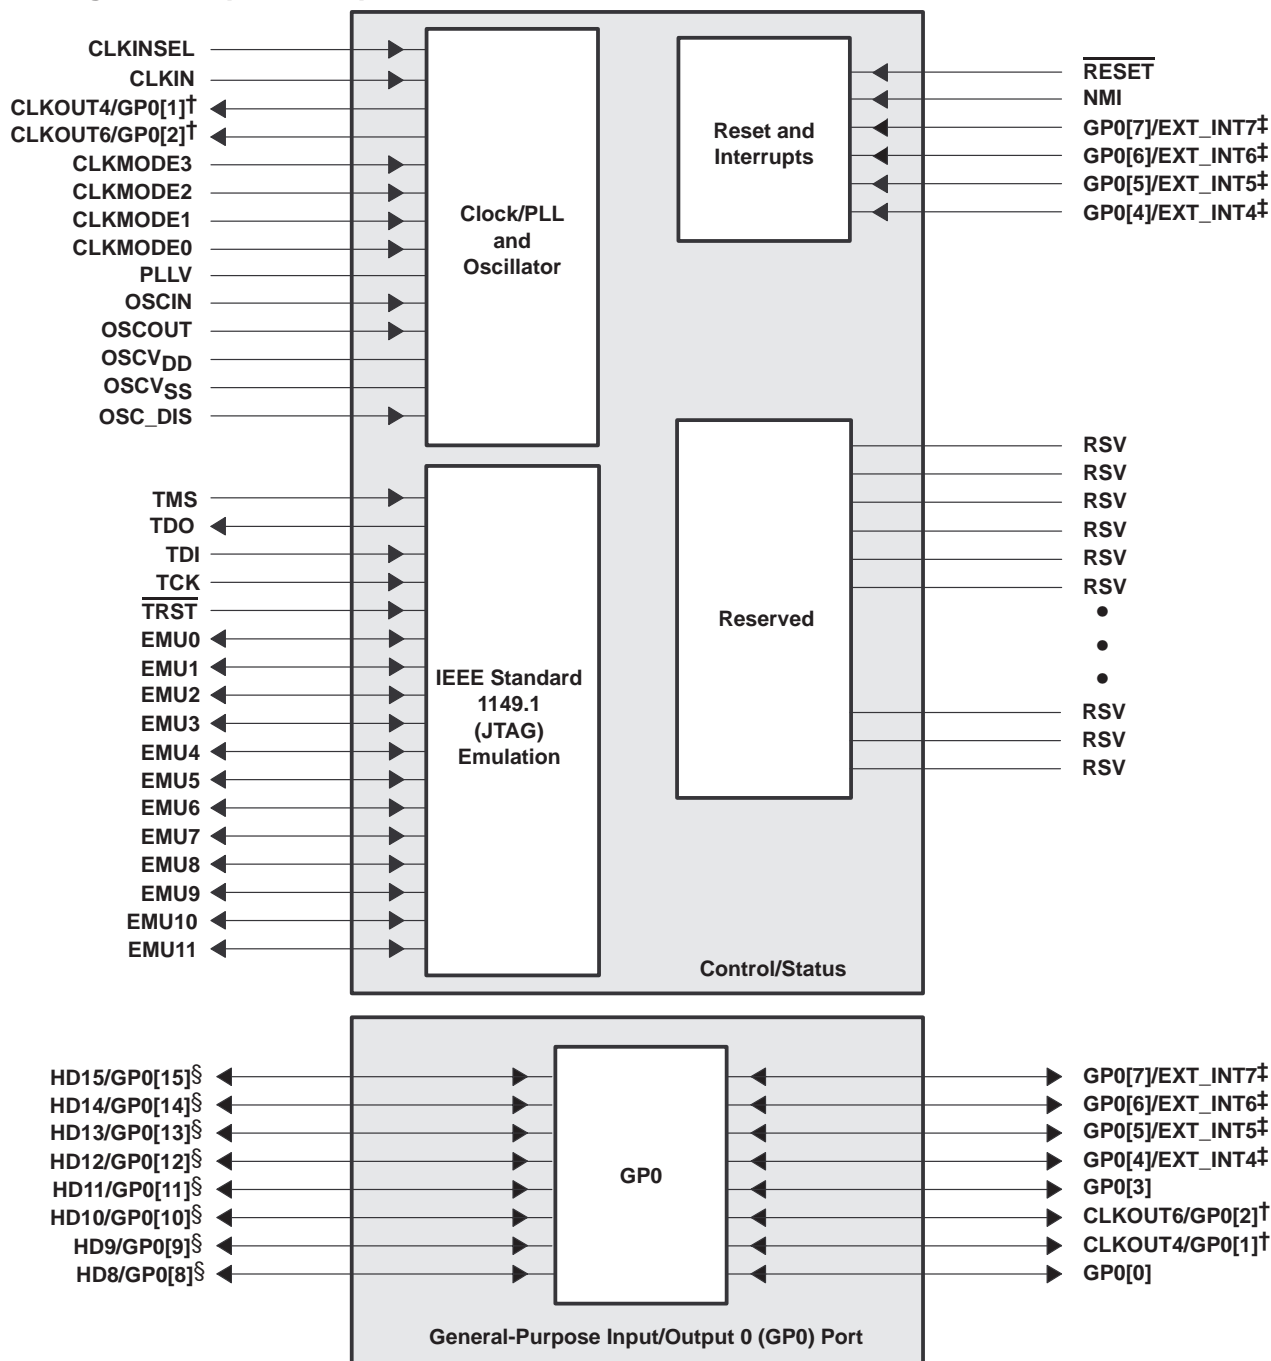 CLKINSEL
CLKIN
CLKOUT4/GP0[1]†
CLKOUT6/GP0[2]†
CLKMODE3
CLKMODE2
CLKMODE1
CLKMODE0
PLLV
OSCIN
OSCOUT
OSCVDD
OSCVSS
OSC_DIS
Clock/PLL
and
Oscillator
Reset and
Interrupts
RESET
NMI
GP0[7]/EXT_INT7‡
GP0[6]/EXT_INT6‡
GP0[5]/EXT_INT5‡
GP0[4]/EXT_INT4‡
TMS
TDO
TDI
TCK
TRST
EMU0
EMU1
EMU2
EMU3
EMU4
EMU5
EMU6
EMU7
EMU8
EMU9
EMU10
EMU11
IEEE Standard
1149.1
(JTAG)
Emulation
Reserved
RSV
RSV
RSV
RSV
RSV
RSV
•
•
•
RSV
RSV
RSV
Control/Status
HD15/GP0[15]§
HD14/GP0[14]§
HD13/GP0[13]§
HD12/GP0[12]§
HD11/GP0[11]§
HD10/GP0[10]§
HD9/GP0[9]§
HD8/GP0[8]§
GP0
GP0[7]/EXT_INT7‡
GP0[6]/EXT_INT6‡
GP0[5]/EXT_INT5‡
GP0[4]/EXT_INT4‡
GP0[3]
CLKOUT6/GP0[2]†
CLKOUT4/GP0[1]†
GP0[0]
General-Purpose Input/Output 0 (GP0) Port